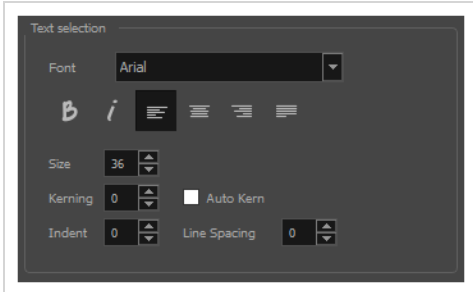 Text selection
Font Arial
B i
Size 36
Kerning 0 Auto Kern
Indent 0 Line Spacing 0